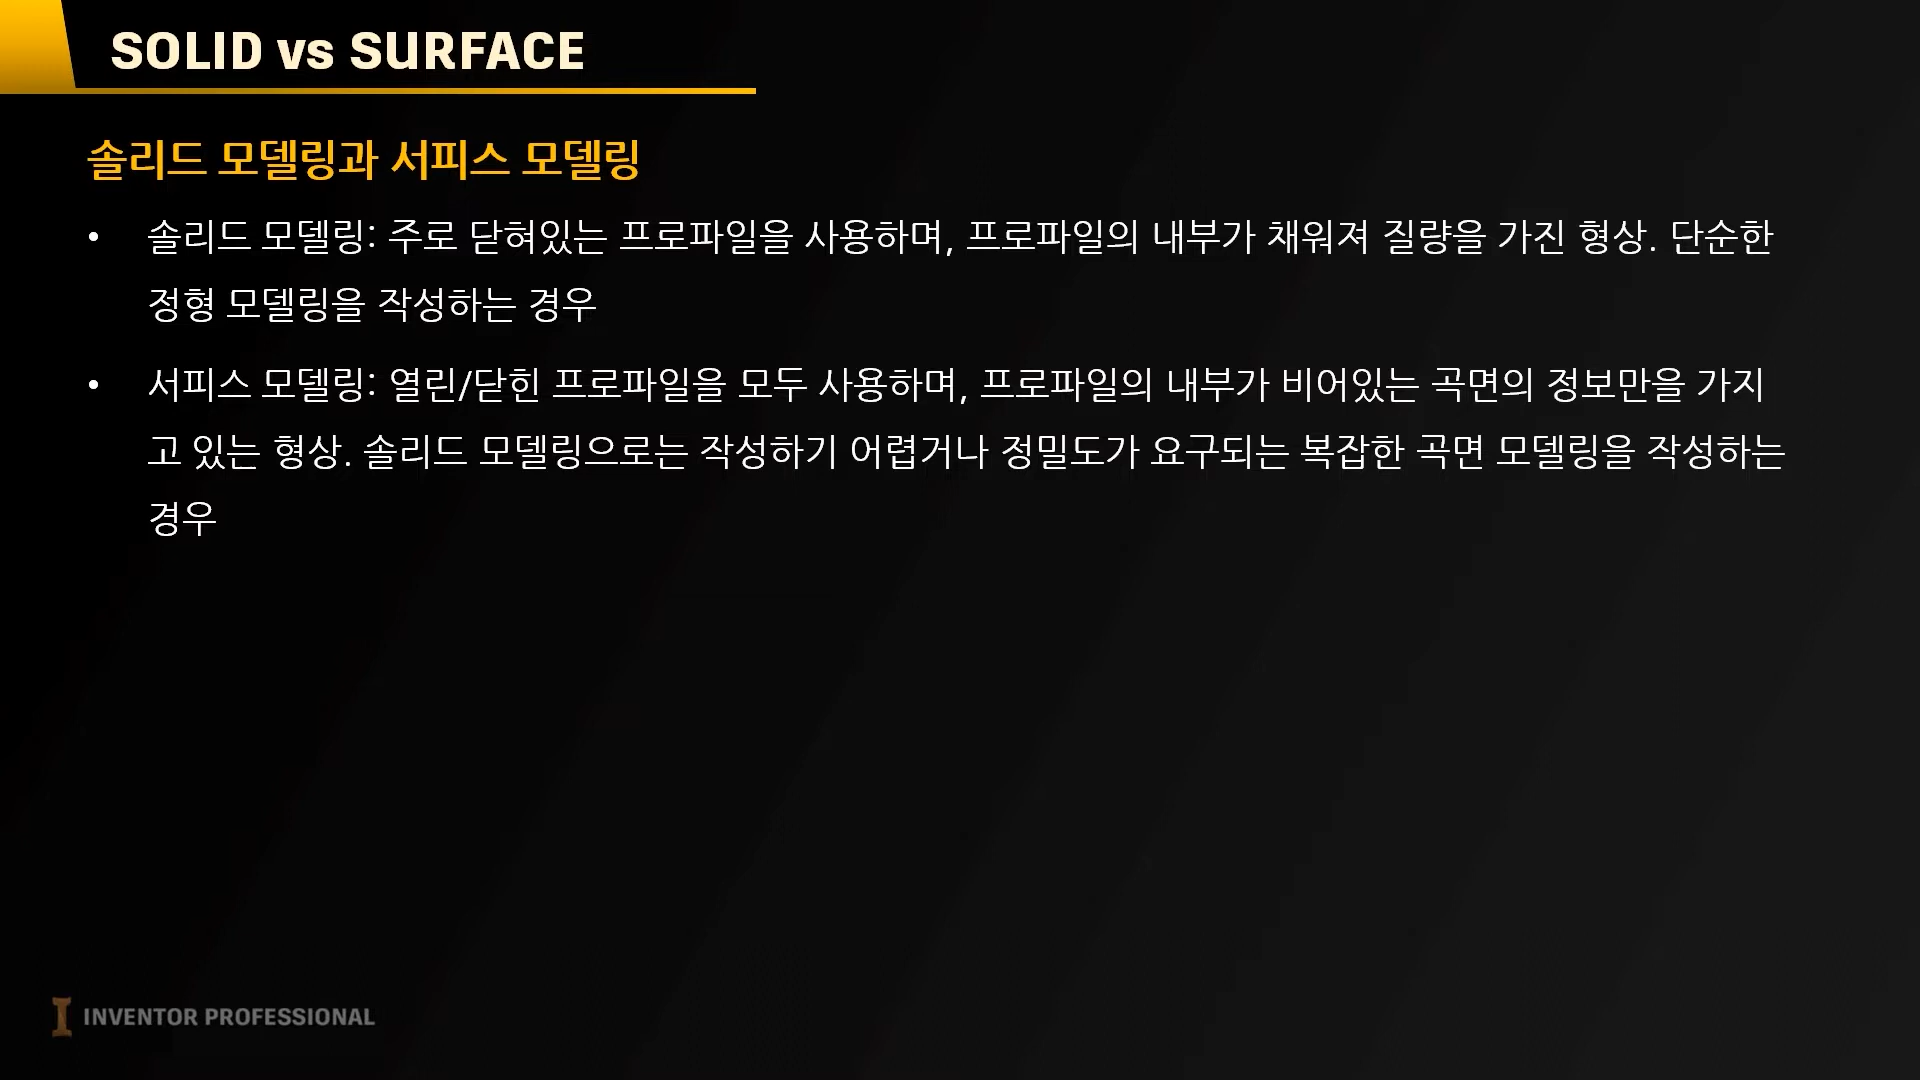 SOLID vs SURFACE
솔리드 모델링과 서피스 모델링
• 솔리드 모델링: 주로 닫혀있는 프로파일을 사용하며, 프로파일의 내부가 채워져 질량을 가진 형상. 단순한
정형 모델링을 작성하는 경우
• 서피스 모델링: 열린/닫힌 프로파일을 모두 사용하며, 프로파일의 내부가 비어있는 곡면의 정보만을 가지
고 있는 형상. 솔리드 모델링으로는 작성하기 어렵거나 정밀도가 요구되는 복잡한 곡면 모델링을 작성하는
경우
INVENTOR PROFESSIONAL